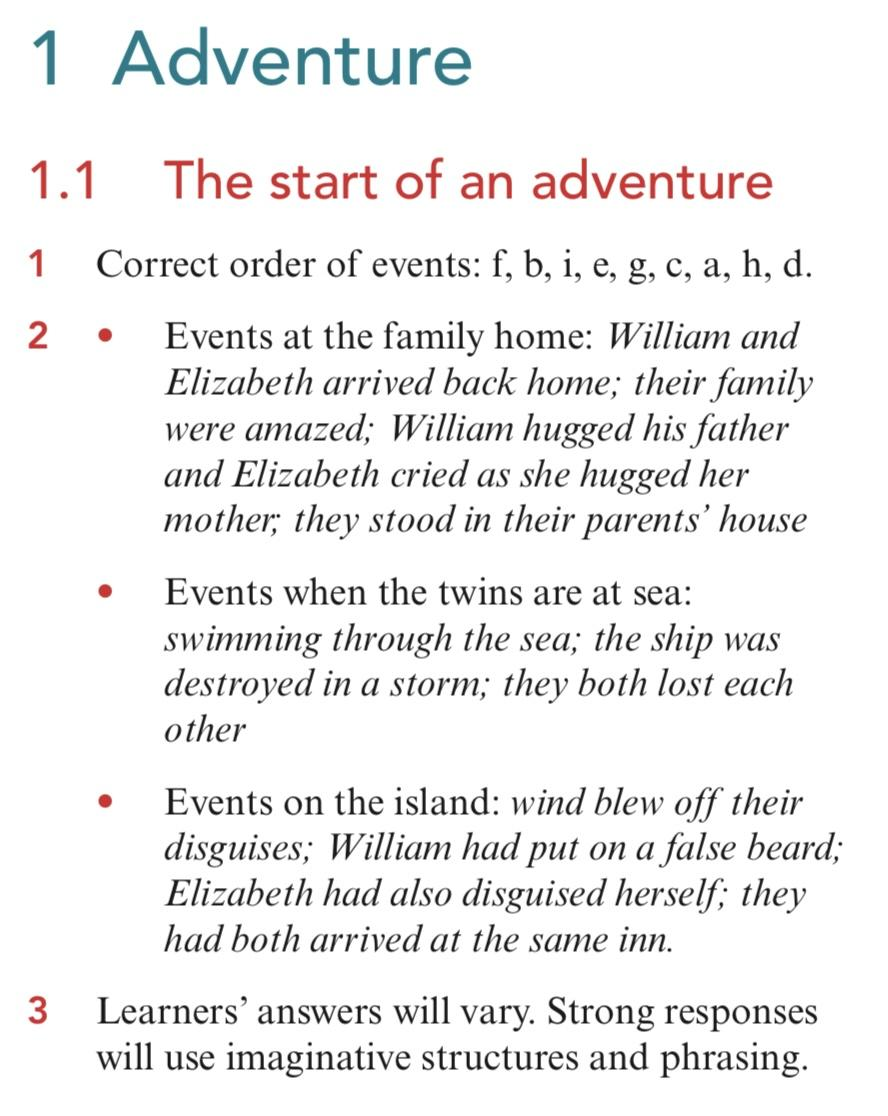 1 Adventure
1.1 The start of an adventure
1 Correct order of events: f, b, i, e, g, c, a, h, d.
2 • Events at the family home: William and
Elizabeth arrived back home; their family
were amazed; William hugged his father
and Elizabeth cried as she hugged her
mother; they stood in their parents’ house
• Events when the twins are at sea:
swimming through the sea; the ship was
destroyed in a storm; they both lost each
other
• Events on the island: wind blew off their
disguises; William had put on a false beard;
Elizabeth had also disguised herself; they
had both arrived at the same inn.
3 Learners’ answers will vary. Strong responses
will use imaginative structures and phrasing.